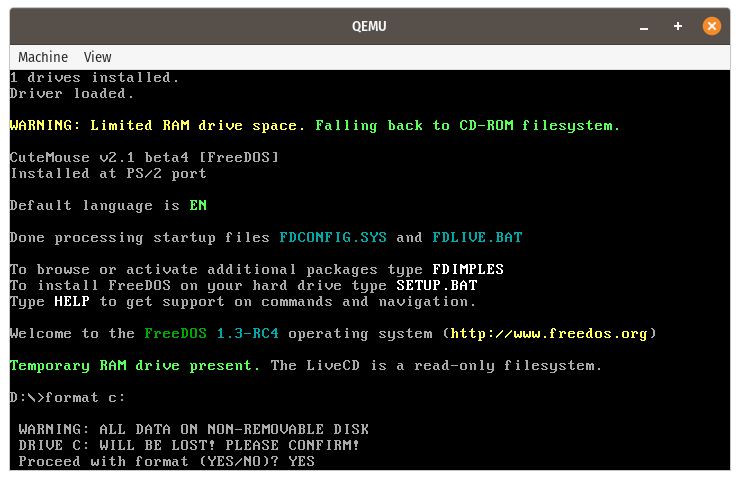 QEMU
Machine View
1 drives installed.
Driver loaded.
WARNING: Limited RAM drive space. Falling back to CD-ROM filesystem.
CuteMouse v2.1 beta4 [FreeDOS]
Installed at PS/2 port
Default language is EN
Done processing startup files FDCONFIG.SYS and FDLIVE.BAT
To browse or activate additional packages type FDIMPLES
To install FreeDOS on your hard drive type SETUP.BAT
Type HELP to get support on commands and navigation.
Welcome to the FreeDOS 1.3-RC4 operating system (http://www.freedos.org)
Temporary RAM drive present. The LiveCD is a read-only filesystem.
D:\>format c:
WARNING: ALL DATA ON NON-REMOVABLE DISK
DRIVE C: WILL BE LOST! PLEASE CONFIRM!
Proceed with format (YES/NO)? YES